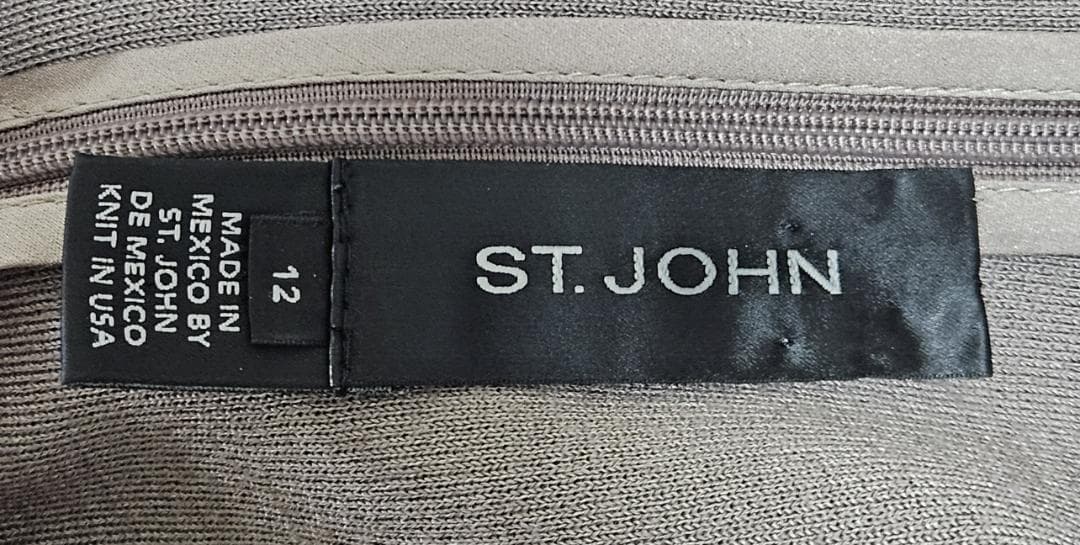 ST. JOHN
12
MADE IN
MEXICO BY
ST. JOHN
DE MEXICO
KNIT IN USA